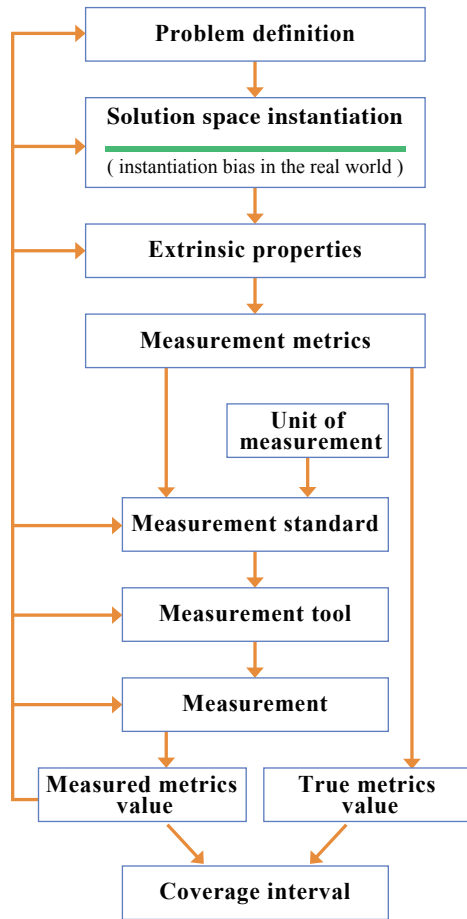 Problem definition
Solution space instantiation
( instantiation bias in the real world )
Extrinsic properties
Measurement metrics
Unit of
measurement
Measurement standard
Measurement tool
Measurement
Measured metrics
value
True metrics
value
Coverage interval